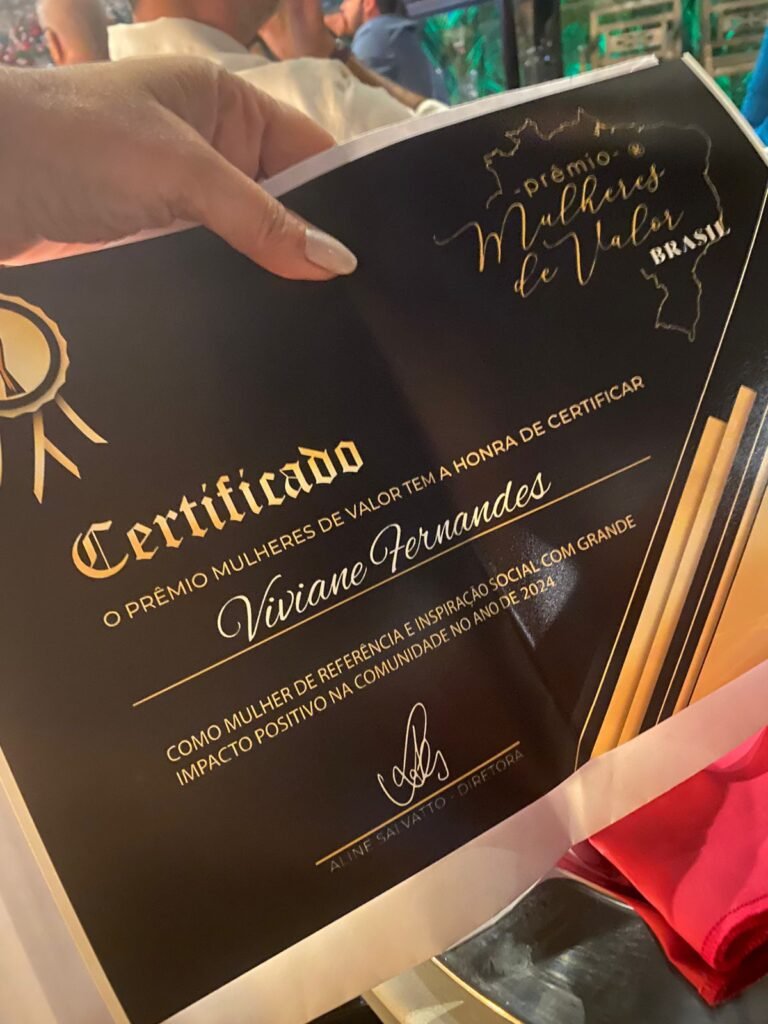 prêmio
Mulheres
de Valor
BRASIL
Certificado
O PRÊMIO MULHERES DE VALOR TEM A HONRA DE CERTIFICAR
Viviane Fernandes
COMO MULHER DE REFERÊNCIA E INSPIRAÇÃO SOCIAL COM GRANDE
IMPACTO POSITIVO NA COMUNIDADE NO ANO DE 2024
ALINE SALVATTO - DIRETORA